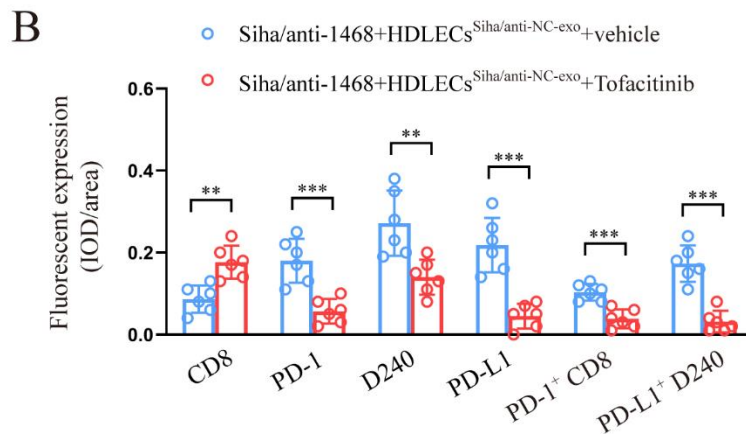 B
Siha/anti-1468+HDLECsSiha/anti-NC-exo+vehicle
Siha/anti-1468+HDLECsSiha/anti-NC-exo+Tofacitinib
Fluorescent expression
(IOD/area)
0.6
0.4
0.2
0.0
** *** ** *** *** ***
CD8 PD-1 D240 PD-L1 PD-1+ CD8 PD-L1+ D240